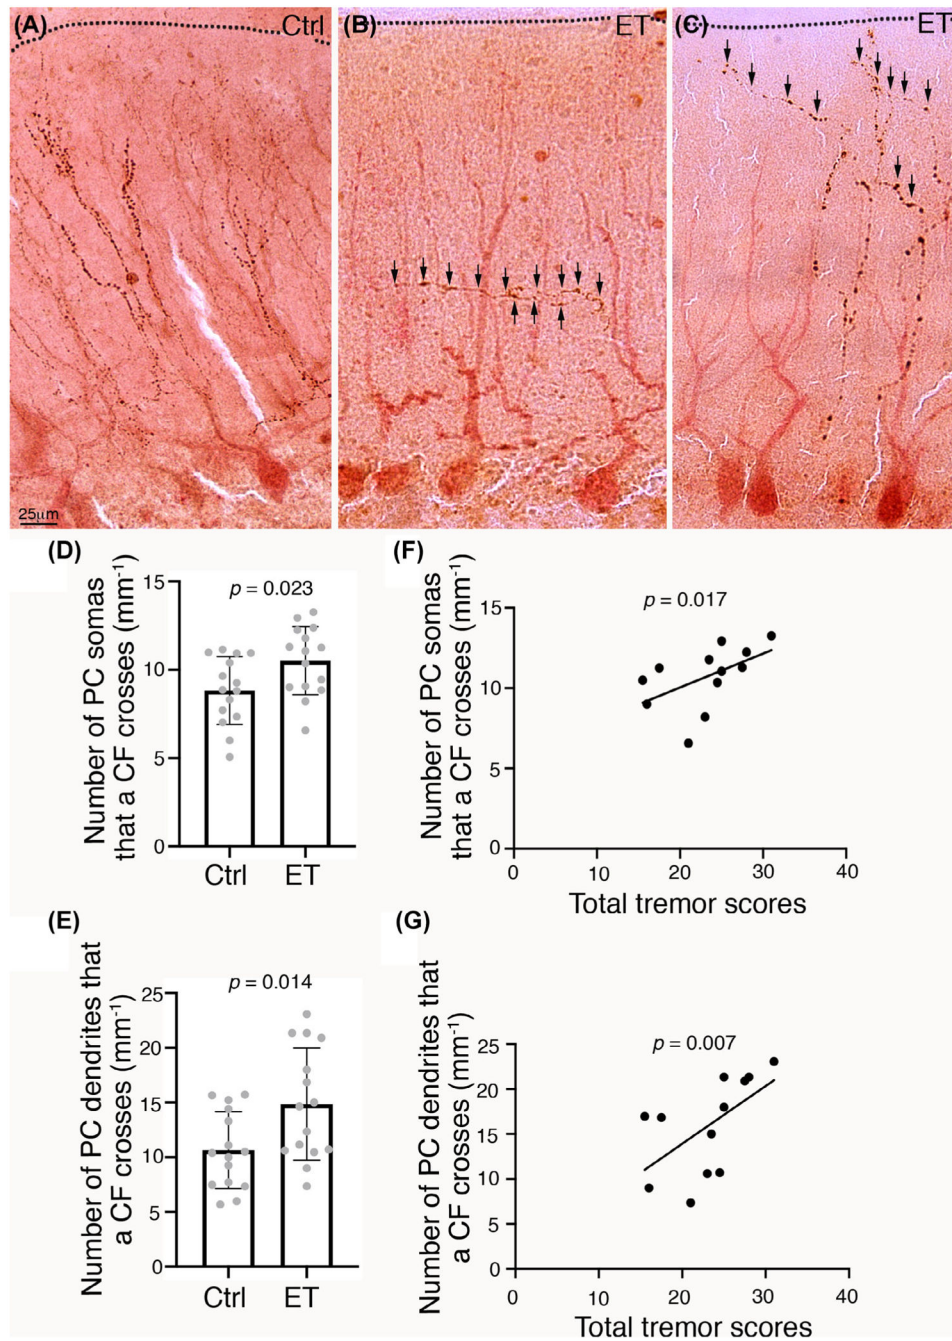 (A) Ctrl
(B) ET
(C) ET
25μm
(D)
Number of PC somas
that a CF crosses (mm⁻¹)
p = 0.023
15
10
5
0
Ctrl ET
(F)
Number of PC somas
that a CF crosses (mm⁻¹)
p = 0.017
15
10
5
0
0 10 20 30 40
Total tremor scores
(E)
Number of PC dendrites that
a CF crosses (mm⁻¹)
p = 0.014
25
20
15
10
5
0
Ctrl ET
(G)
Number of PC dendrites that
a CF crosses (mm⁻¹)
p = 0.007
25
20
15
10
5
0
0 10 20 30 40
Total tremor scores